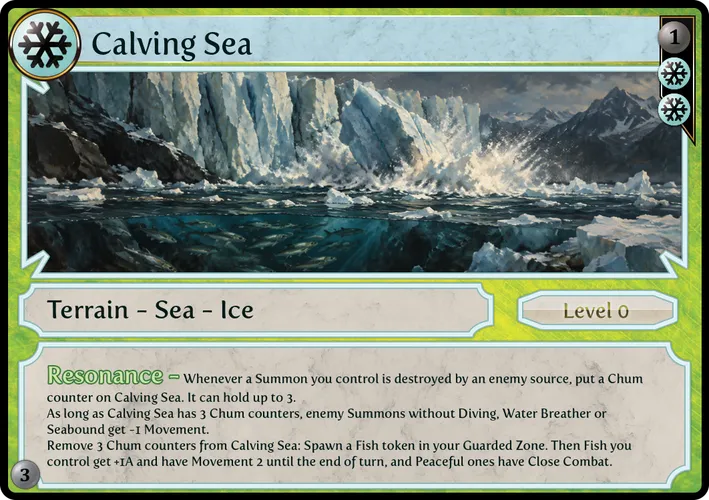 Calving Sea
1
Terrain - Sea - Ice
Level 0
Resonance – Whenever a Summon you control is destroyed by an enemy source, put a Chum
counter on Calving Sea. It can hold up to 3.
As long as Calving Sea has 3 Chum counters, enemy Summons without Diving, Water Breather or
Seabound get -1 Movement.
Remove 3 Chum counters from Calving Sea: Spawn a Fish token in your Guarded Zone. Then Fish you
control get +1A and have Movement 2 until the end of turn, and Peaceful ones have Close Combat.
3